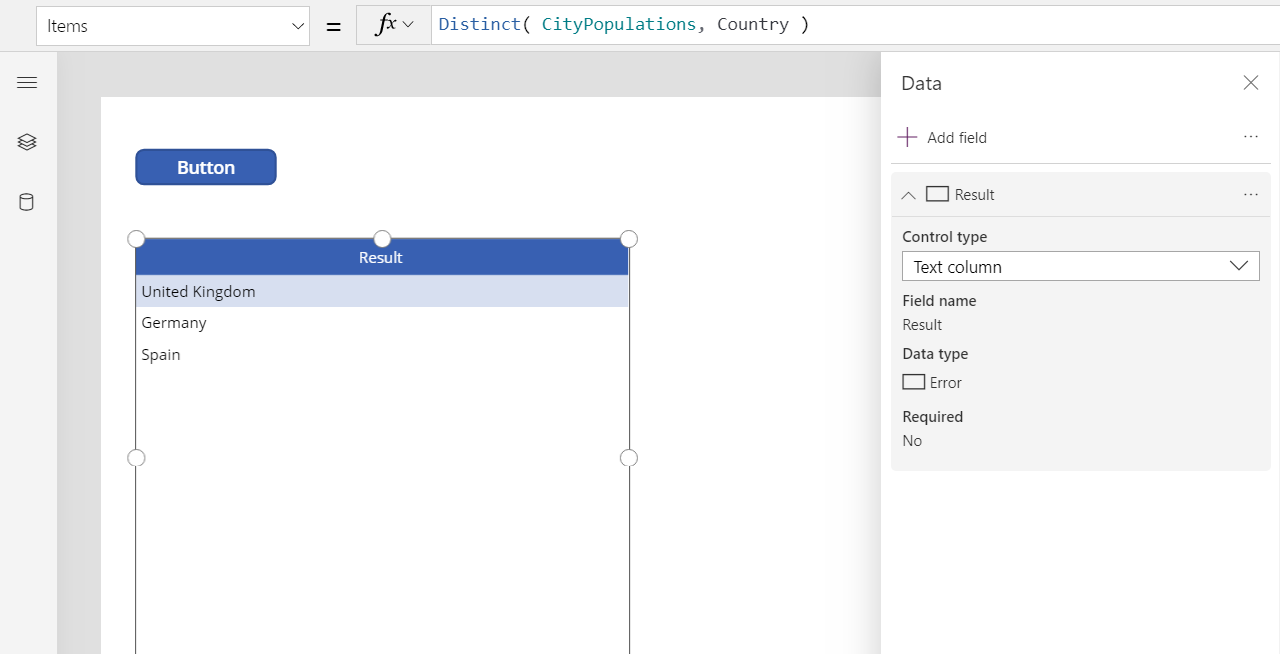 Items = fx Distinct( CityPopulations, Country )
Data
Add field
Button
Result
United Kingdom
Germany
Spain
Result
Control type
Text column
Field name
Result
Data type
Error
Required
No